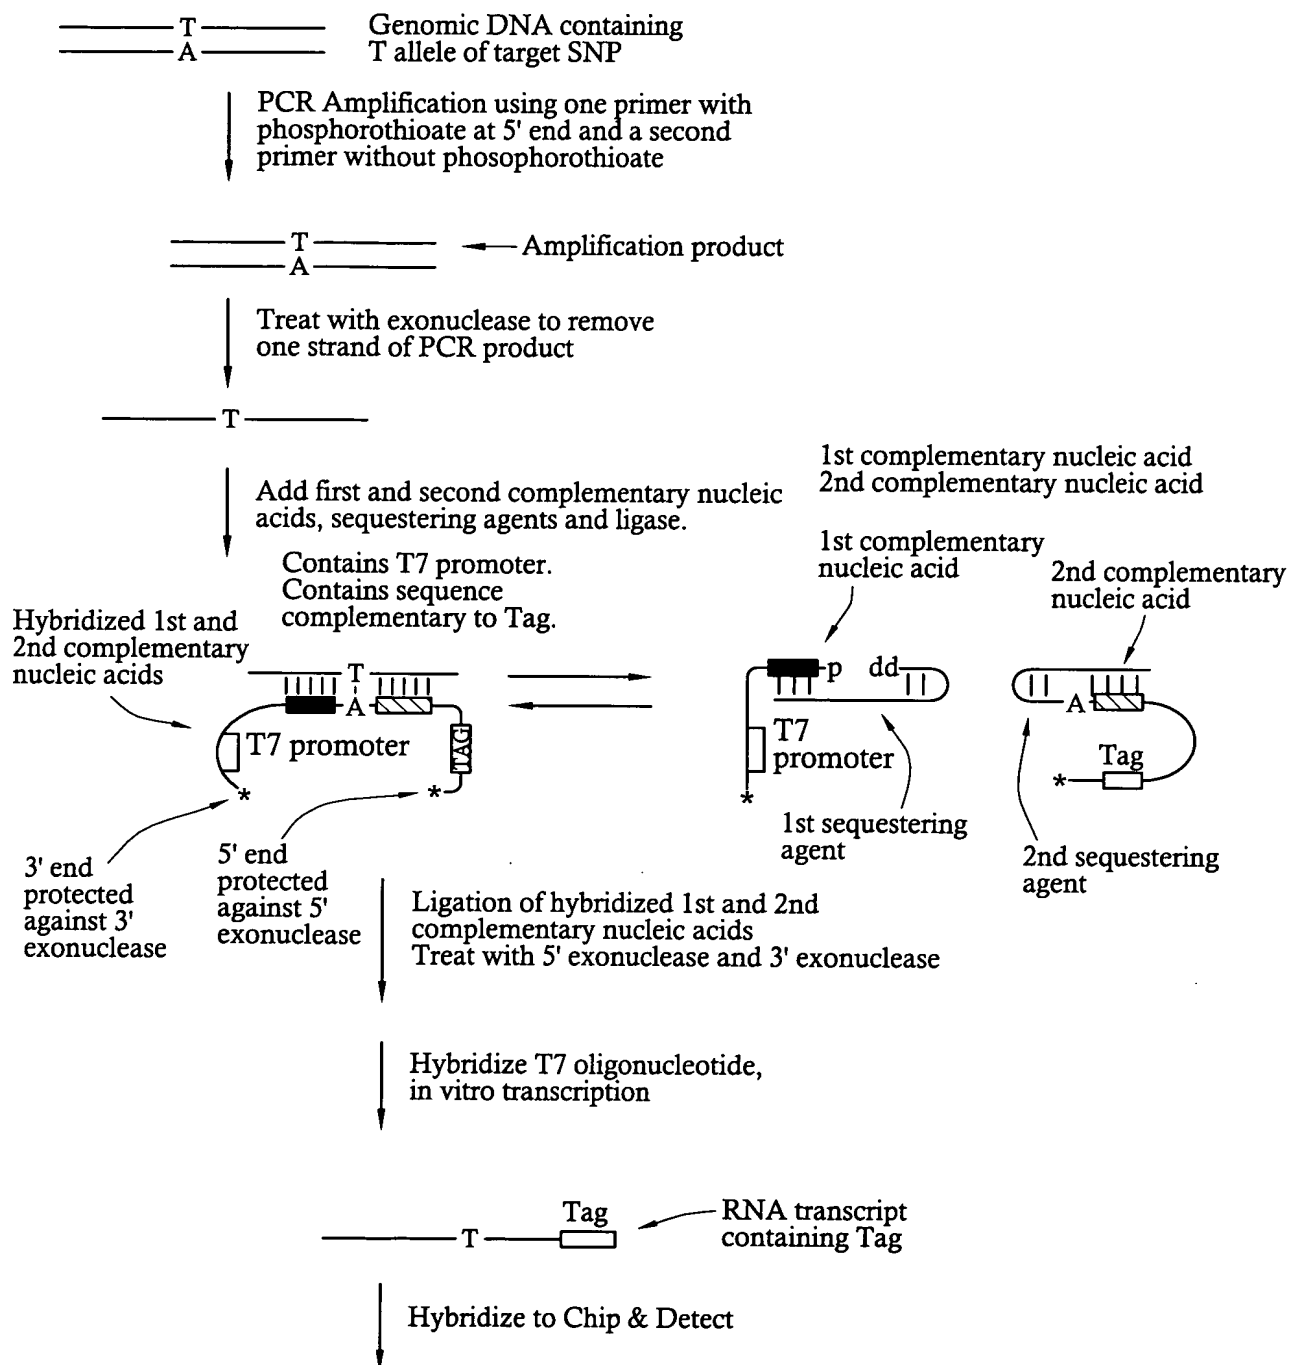 T
A
Genomic DNA containing
T allele of target SNP
PCR Amplification using one primer with
phosphorothioate at 5' end and a second
primer without phosophorothioate
T
A
Amplification product
Treat with exonuclease to remove
one strand of PCR product
T
Add first and second complementary nucleic
acids, sequestering agents and ligase.
Contains T7 promoter.
Contains sequence
complementary to Tag.
1st complementary nucleic acid
2nd complementary nucleic acid
1st complementary
nucleic acid
2nd complementary
nucleic acid
Hybridized 1st and
2nd complementary
nucleic acids
T
A
T7 promoter
TAG
*
*
p
dd
T7
promoter
*
A
Tag
*
1st sequestering
agent
2nd sequestering
agent
3' end
protected
against 3'
exonuclease
5' end
protected
against 5'
exonuclease
Ligation of hybridized 1st and 2nd
complementary nucleic acids
Treat with 5' exonuclease and 3' exonuclease
Hybridize T7 oligonucleotide,
in vitro transcription
Tag
T
RNA transcript
containing Tag
Hybridize to Chip & Detect